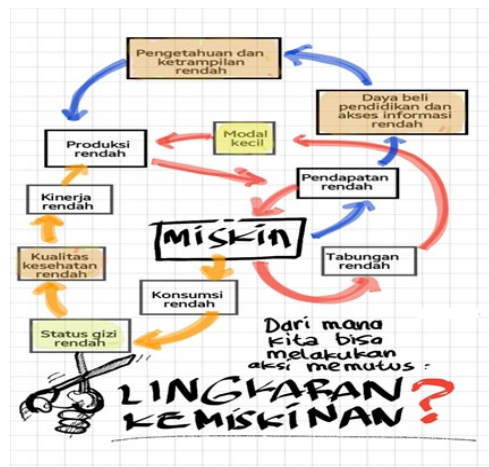 Pengetahuan dan
ketrampilan
rendah
Daya beli
pendidikan dan
akses informasi
rendah
Modal
kecil
Produksi
rendah
Pendapatan
rendah
Kinerja
rendah
MiSKiN
Tabungan
rendah
Kualitas
kesehatan
rendah
Konsumsi
rendah
Status gizi
rendah
Dari mana
kita bisa
melakukan
aksi memutus :
LINGKARAN
KEMiSKiNAN ?